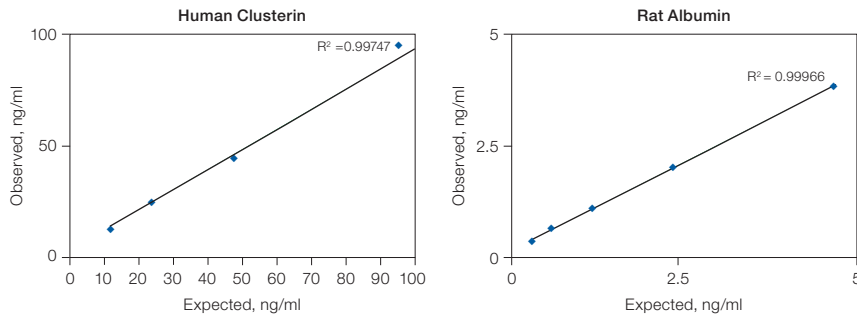 Human Clusterin
100
50
0
R² =0.99747
Observed, ng/ml
0 10 20 30 40 50 60 70 80 90 100
Expected, ng/ml
Rat Albumin
5
2.5
0
R² = 0.99966
Observed, ng/ml
0 2.5 5
Expected, ng/ml